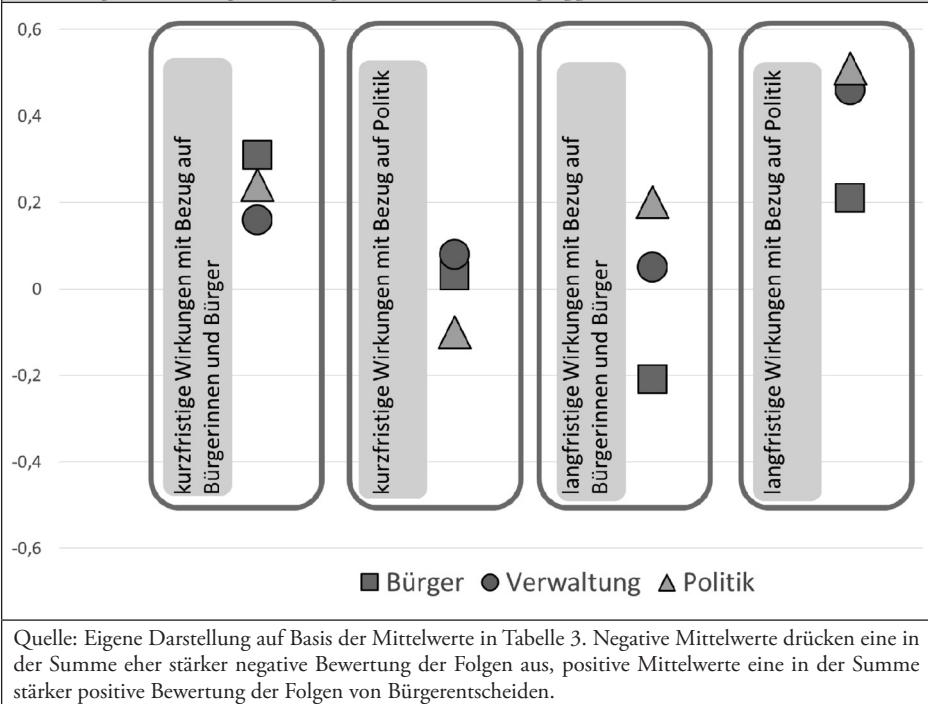 0,6
0,4
0,2
0
-0,2
-0,4
-0,6
kurzfristige Wirkungen mit Bezug auf
Bürgerinnen und Bürger
kurzfristige Wirkungen mit Bezug auf Politik
langfristige Wirkungen mit Bezug auf
Bürgerinnen und Bürger
langfristige Wirkungen mit Bezug auf Politik
Bürger Verwaltung Politik
Quelle: Eigene Darstellung auf Basis der Mittelwerte in Tabelle 3. Negative Mittelwerte drücken eine in
der Summe eher stärker negative Bewertung der Folgen aus, positive Mittelwerte eine in der Summe
stärker positive Bewertung der Folgen von Bürgerentscheiden.